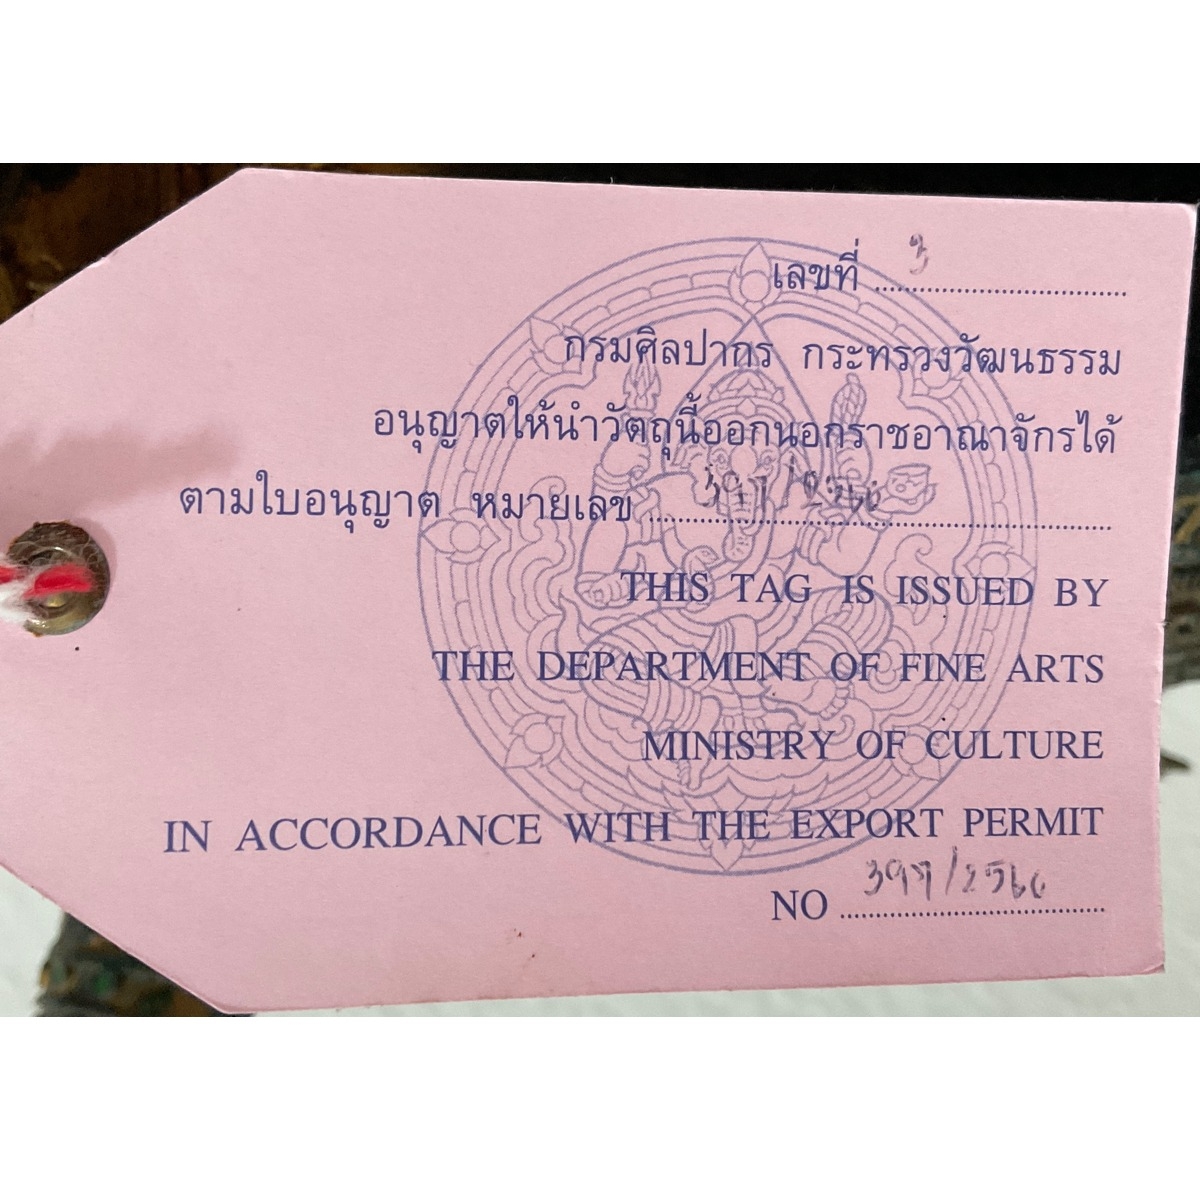 เลขที่ 3
กรมศิลปากร กระทรวงวัฒนธรรม
อนุญาตให้นำวัตถุนี้ออกนอกราชอาณาจักรได้
ตามใบอนุญาต หมายเลข 397/2560
THIS TAG IS ISSUED BY
THE DEPARTMENT OF FINE ARTS
MINISTRY OF CULTURE
IN ACCORDANCE WITH THE EXPORT PERMIT
NO 397/2560